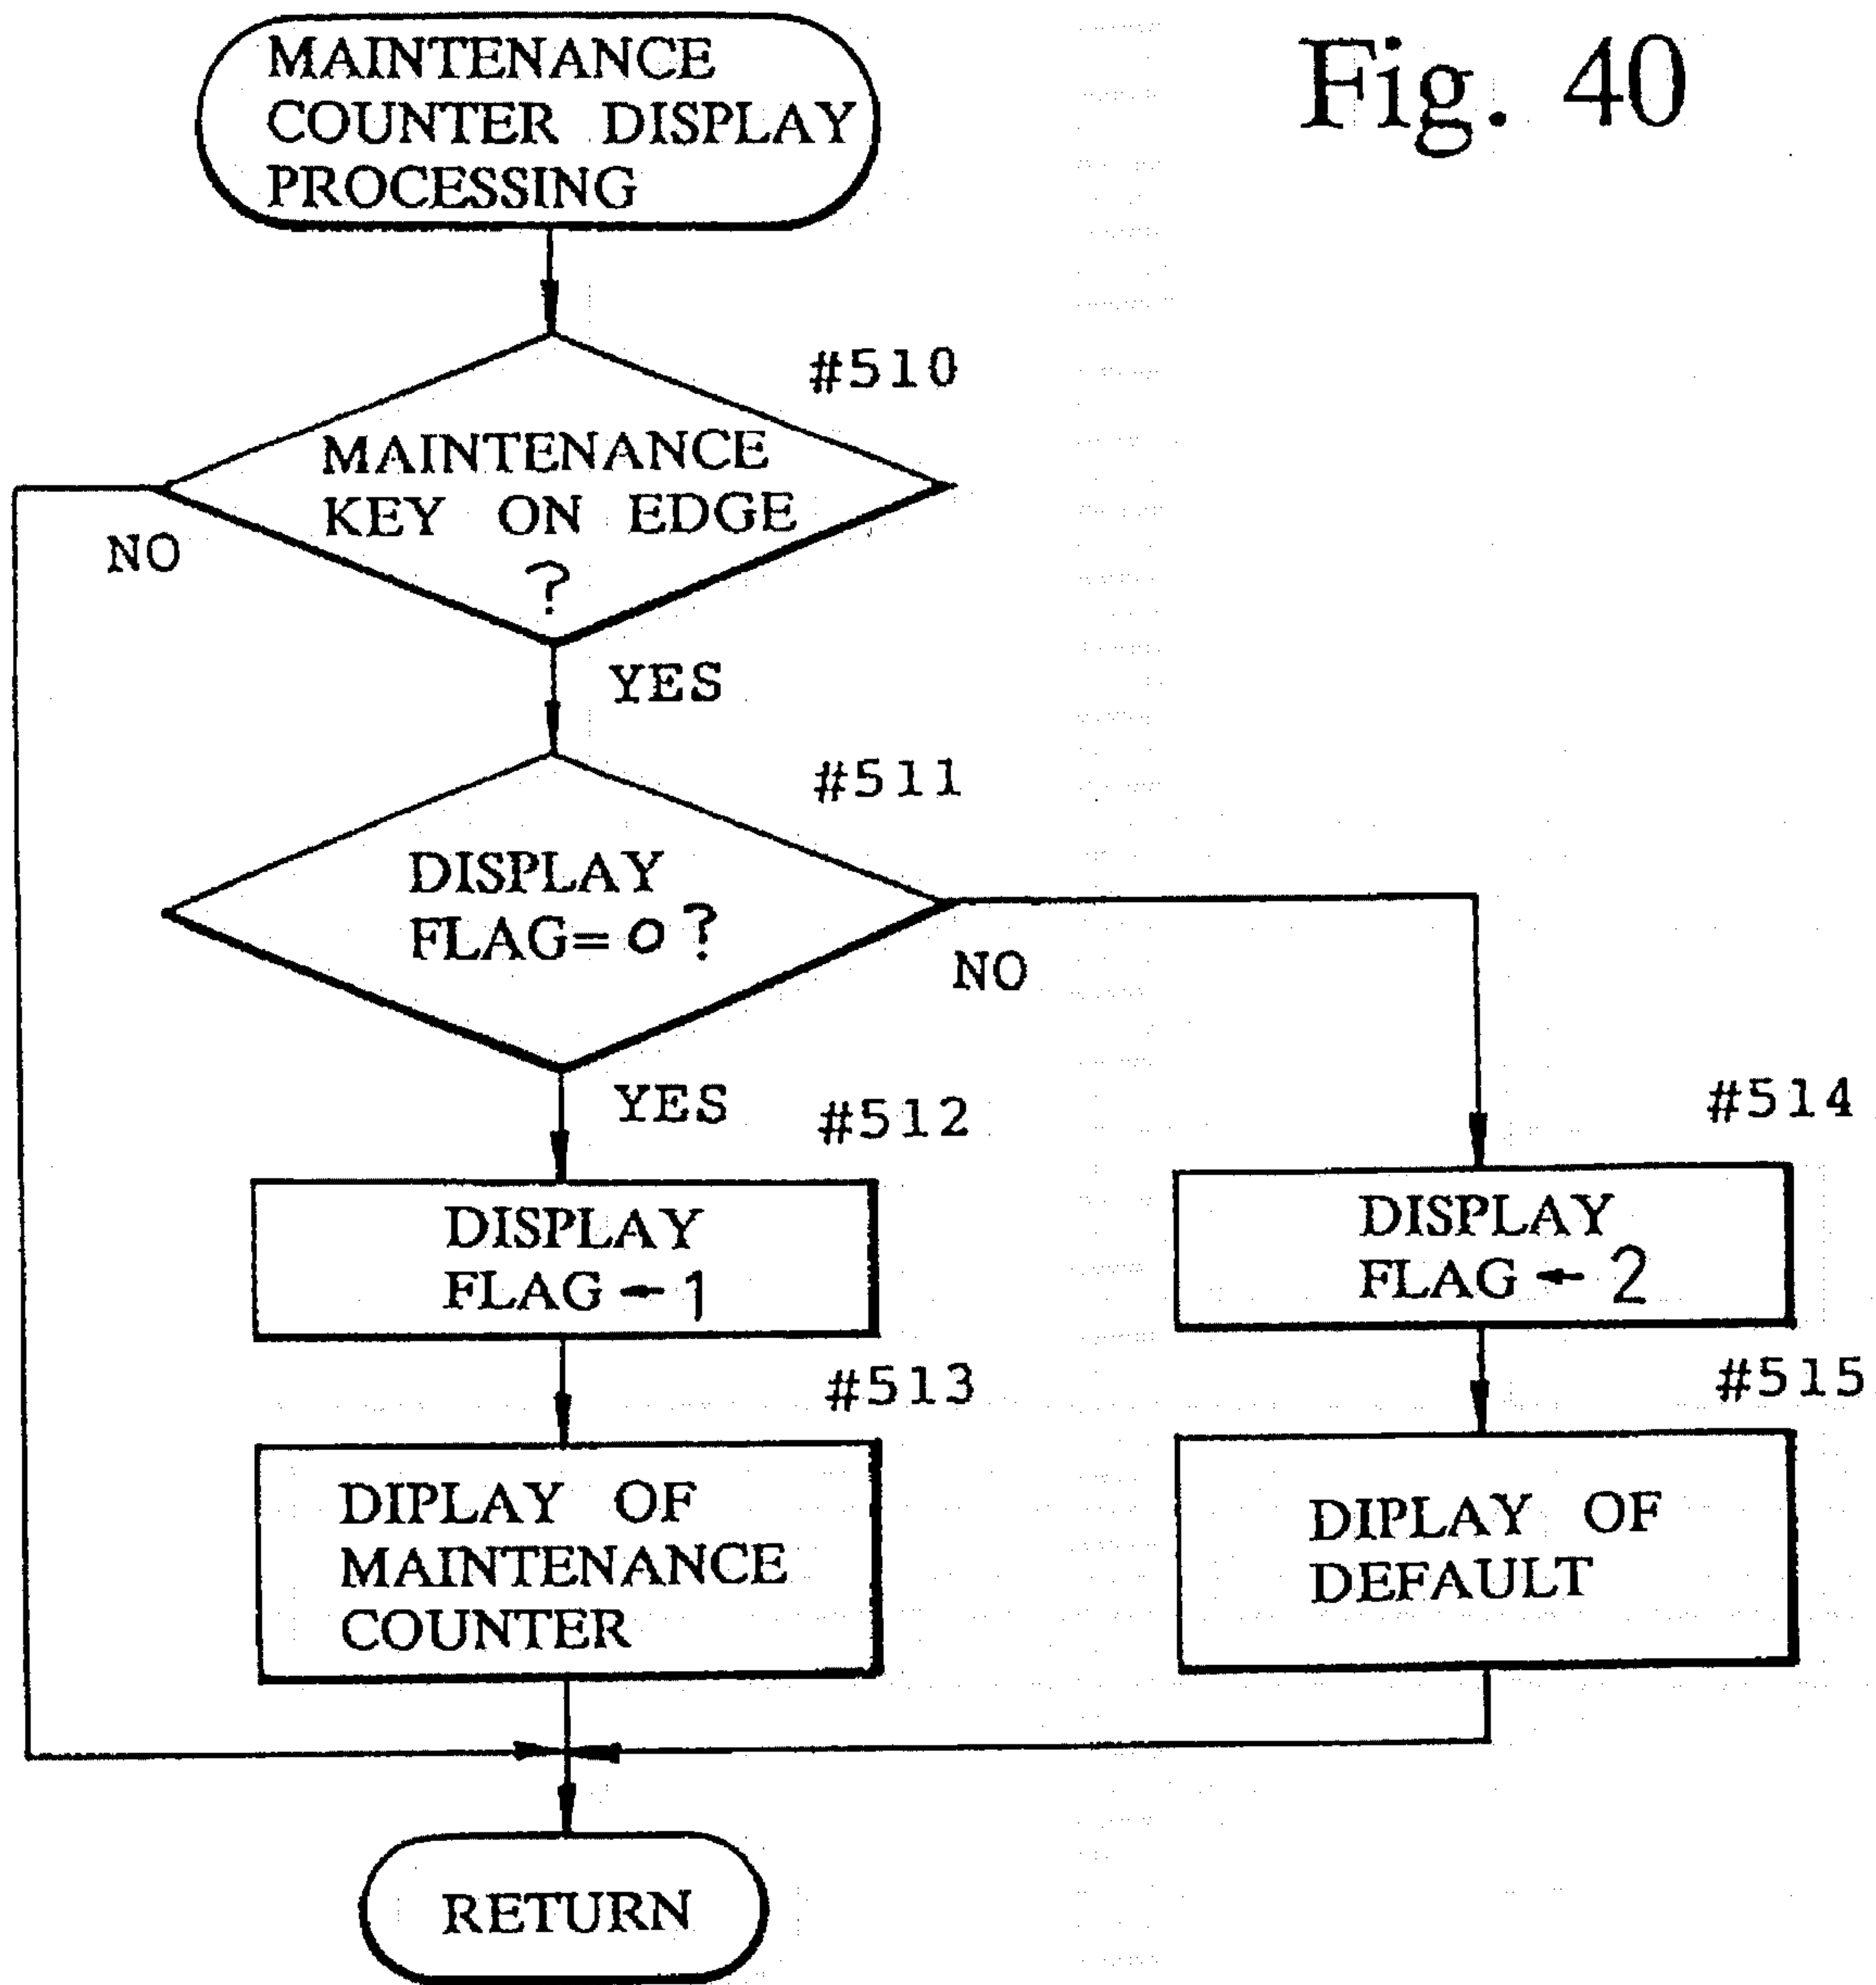 Fig. 40
MAINTENANCE
COUNTER DISPLAY
PROCESSING
#510
MAINTENANCE
KEY ON EDGE
?
NO
YES
#511
DISPLAY
FLAG=0?
NO
YES
#512
DISPLAY
FLAG←1
#513
DIPLAY OF
MAINTENANCE
COUNTER
#514
DISPLAY
FLAG←2
#515
DIPLAY OF
DEFAULT
RETURN